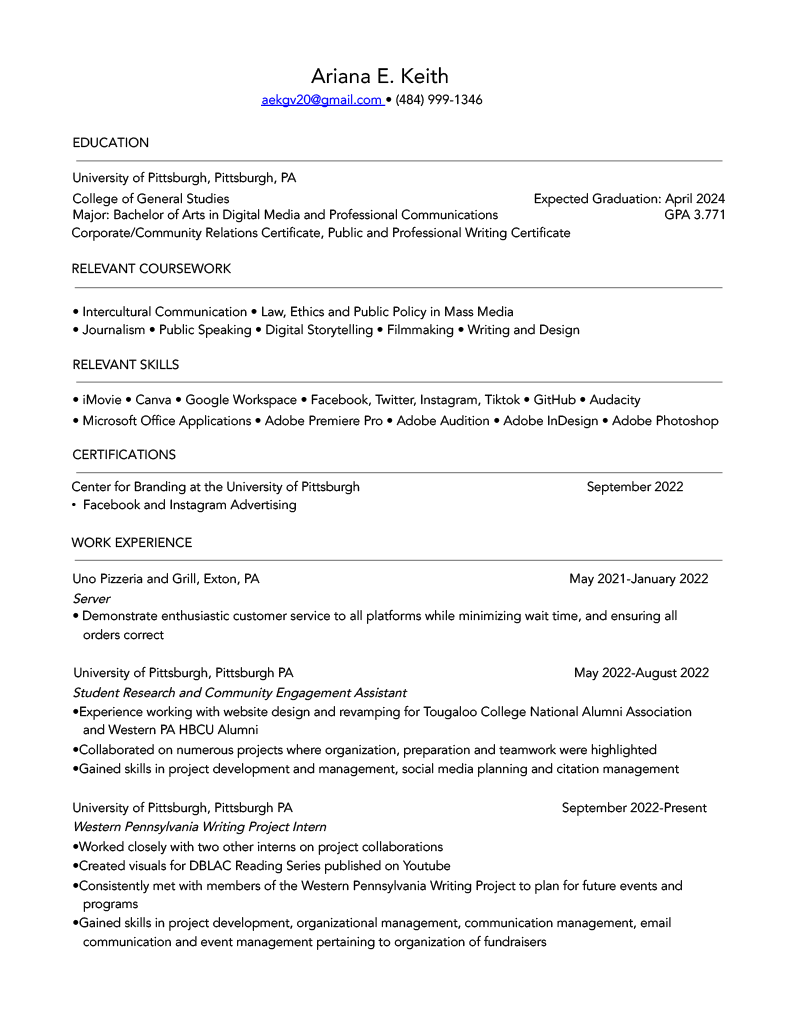 Ariana E. Keith
aekgv20@gmail.com • (484) 999-1346
EDUCATION
University of Pittsburgh, Pittsburgh, PA
College of General Studies Expected Graduation: April 2024
Major: Bachelor of Arts in Digital Media and Professional Communications GPA 3.771
Corporate/Community Relations Certificate, Public and Professional Writing Certificate
RELEVANT COURSEWORK
• Intercultural Communication • Law, Ethics and Public Policy in Mass Media
• Journalism • Public Speaking • Digital Storytelling • Filmmaking • Writing and Design
RELEVANT SKILLS
• iMovie • Canva • Google Workspace • Facebook, Twitter, Instagram, Tiktok • GitHub • Audacity
• Microsoft Office Applications • Adobe Premiere Pro • Adobe Audition • Adobe InDesign • Adobe Photoshop
CERTIFICATIONS
Center for Branding at the University of Pittsburgh September 2022
• Facebook and Instagram Advertising
WORK EXPERIENCE
Uno Pizzeria and Grill, Exton, PA May 2021-January 2022
Server
• Demonstrate enthusiastic customer service to all platforms while minimizing wait time, and ensuring all
orders correct
University of Pittsburgh, Pittsburgh PA May 2022-August 2022
Student Research and Community Engagement Assistant
•Experience working with website design and revamping for Tougaloo College National Alumni Association
and Western PA HBCU Alumni
•Collaborated on numerous projects where organization, preparation and teamwork were highlighted
•Gained skills in project development and management, social media planning and citation management
University of Pittsburgh, Pittsburgh PA September 2022-Present
Western Pennsylvania Writing Project Intern
•Worked closely with two other interns on project collaborations
•Created visuals for DBLAC Reading Series published on Youtube
•Consistently met with members of the Western Pennsylvania Writing Project to plan for future events and
programs
•Gained skills in project development, organizational management, communication management, email
communication and event management pertaining to organization of fundraisers